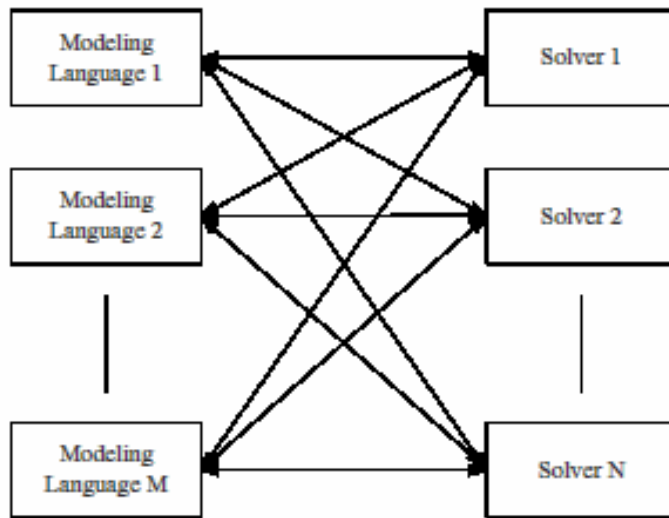 Modeling
Language 1
Solver 1
Modeling
Language 2
Solver 2
Modeling
Language M
Solver N